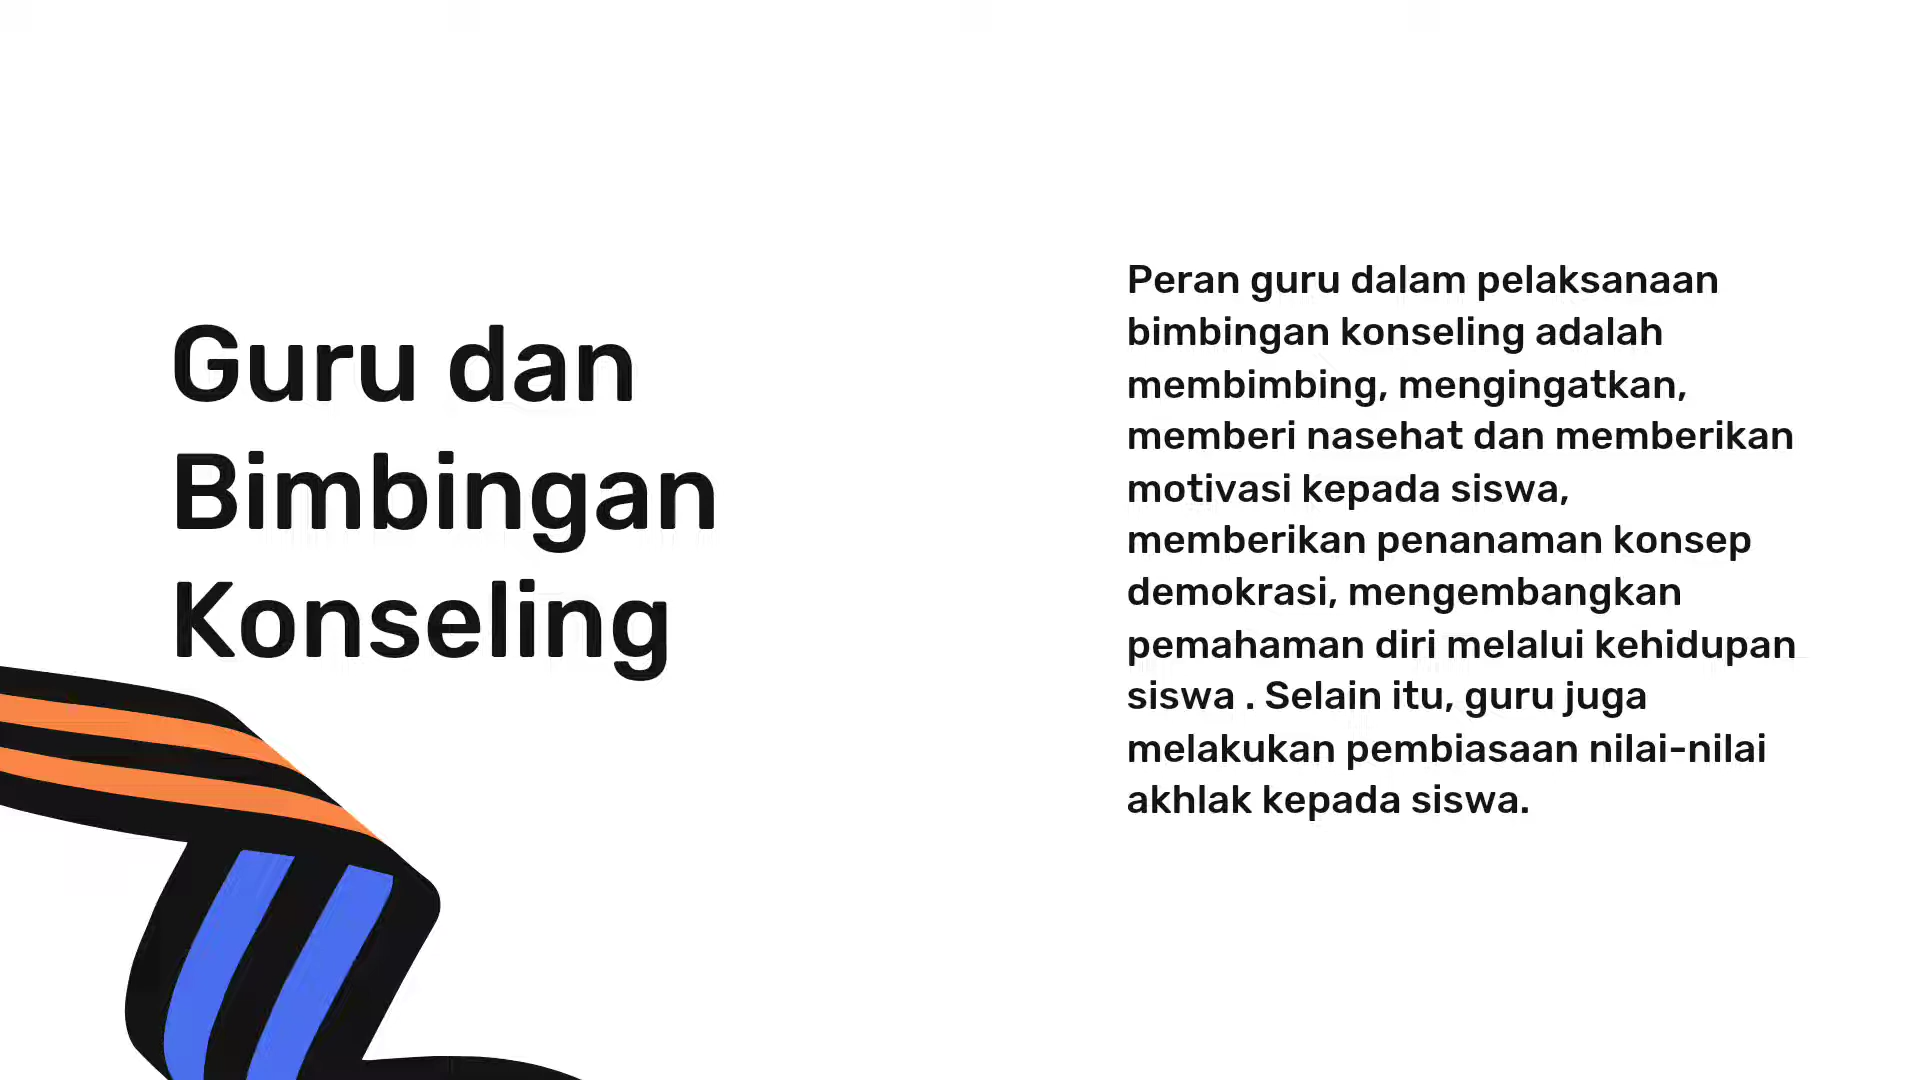 Guru dan
Bimbingan
Konseling
Peran guru dalam pelaksanaan
bimbingan konseling adalah
membimbing, mengingatkan,
memberi nasehat dan memberikan
motivasi kepada siswa,
memberikan penanaman konsep
demokrasi, mengembangkan
pemahaman diri melalui kehidupan
siswa . Selain itu, guru juga
melakukan pembiasaan nilai-nilai
akhlak kepada siswa.